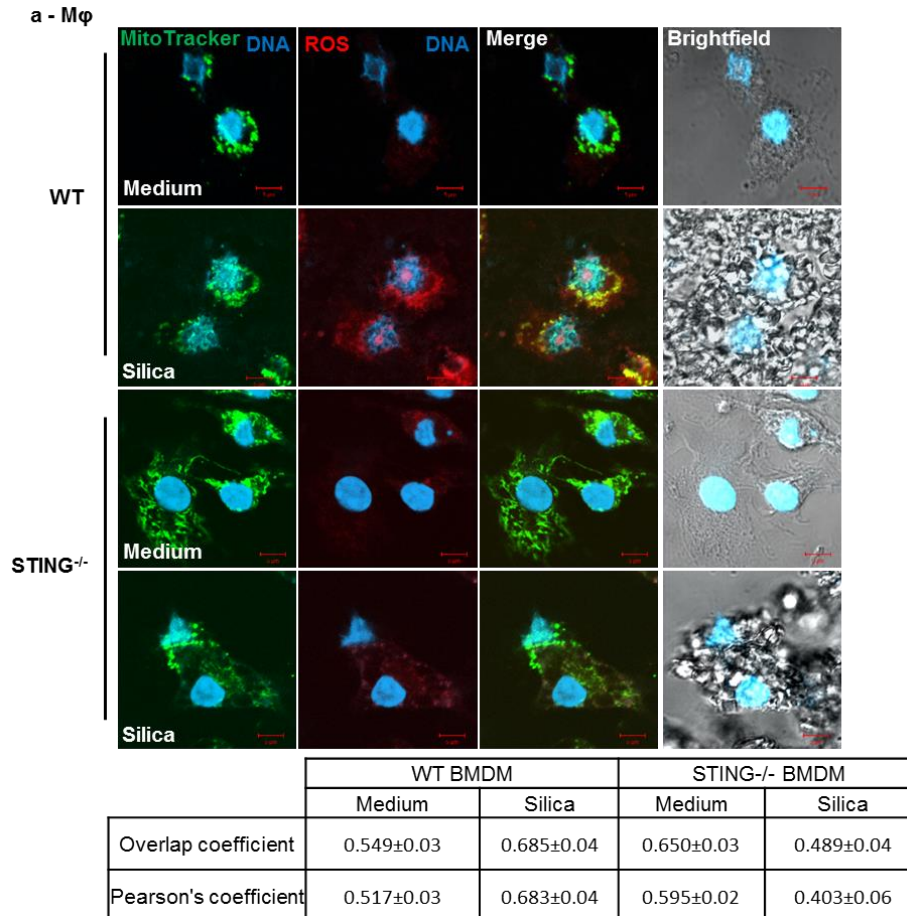 a - Mφ
MitoTracker DNA ROS DNA Merge Brightfield
WT
Medium
Silica
STING-/-
Medium
Silica
WT BMDM STING-/- BMDM
Medium Silica Medium Silica
Overlap coefficient 0.549±0.03 0.685±0.04 0.650±0.03 0.489±0.04
Pearson's coefficient 0.517±0.03 0.683±0.04 0.595±0.02 0.403±0.06